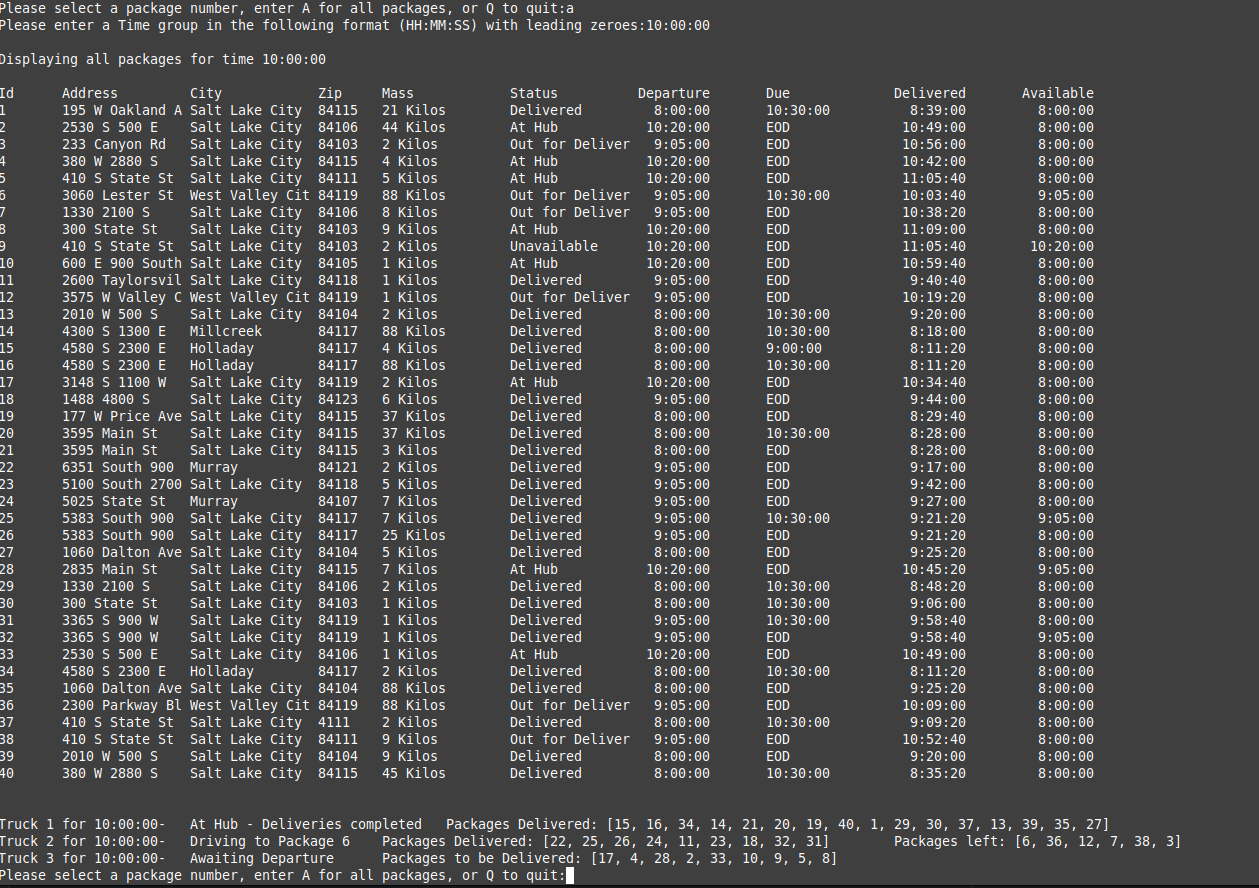 Please select a package number, enter A for all packages, or Q to quit:a
Please enter a Time group in the following format (HH:MM:SS) with leading zeroes:10:00:00
Displaying all packages for time 10:00:00
Id Address City Zip Mass Status Departure Due Delivered Available
1 195 W Oakland A Salt Lake City 84115 21 Kilos Delivered 8:00:00 10:30:00 8:39:00 8:00:00
2 2530 S 500 E Salt Lake City 84106 44 Kilos At Hub 10:20:00 EOD 10:49:00 8:00:00
3 233 Canyon Rd Salt Lake City 84103 2 Kilos Out for Deliver 9:05:00 EOD 10:56:00 8:00:00
4 380 W 2880 S Salt Lake City 84115 4 Kilos At Hub 10:20:00 EOD 10:42:00 8:00:00
5 410 S State St Salt Lake City 84111 5 Kilos At Hub 10:20:00 EOD 11:05:40 8:00:00
6 3060 Lester St West Valley Cit 84119 88 Kilos Out for Deliver 9:05:00 10:30:00 10:03:40 9:05:00
7 1330 2100 S Salt Lake City 84106 8 Kilos Out for Deliver 9:05:00 EOD 10:38:20 8:00:00
8 300 State St Salt Lake City 84103 9 Kilos At Hub 10:20:00 EOD 11:09:00 8:00:00
9 410 S State St Salt Lake City 84103 2 Kilos Unavailable 10:20:00 EOD 11:05:40 10:20:00
10 600 E 900 South Salt Lake City 84105 1 Kilos At Hub 10:20:00 EOD 10:59:40 8:00:00
11 2600 Taylorsvil Salt Lake City 84118 1 Kilos Delivered 9:05:00 EOD 9:40:40 8:00:00
12 3575 W Valley C West Valley Cit 84119 1 Kilos Out for Deliver 9:05:00 EOD 10:19:20 8:00:00
13 2010 W 500 S Salt Lake City 84104 2 Kilos Delivered 8:00:00 10:30:00 9:20:00 8:00:00
14 4300 S 1300 E Millcreek 84117 88 Kilos Delivered 8:00:00 10:30:00 8:18:00 8:00:00
15 4580 S 2300 E Holladay 84117 4 Kilos Delivered 8:00:00 9:00:00 8:11:20 8:00:00
16 4580 S 2300 E Holladay 84117 88 Kilos Delivered 8:00:00 10:30:00 8:11:20 8:00:00
17 3148 S 1100 W Salt Lake City 84119 2 Kilos At Hub 10:20:00 EOD 10:34:40 8:00:00
18 1488 4800 S Salt Lake City 84123 6 Kilos Delivered 9:05:00 EOD 9:44:00 8:00:00
19 177 W Price Ave Salt Lake City 84115 37 Kilos Delivered 8:00:00 EOD 8:29:40 8:00:00
20 3595 Main St Salt Lake City 84115 37 Kilos Delivered 8:00:00 10:30:00 8:28:00 8:00:00
21 3595 Main St Salt Lake City 84115 3 Kilos Delivered 8:00:00 EOD 8:28:00 8:00:00
22 6351 South 900 Murray 84121 2 Kilos Delivered 9:05:00 EOD 9:17:00 8:00:00
23 5100 South 2700 Salt Lake City 84118 5 Kilos Delivered 9:05:00 EOD 9:42:00 8:00:00
24 5025 State St Murray 84107 7 Kilos Delivered 9:05:00 EOD 9:27:00 8:00:00
25 5383 South 900 Salt Lake City 84117 7 Kilos Delivered 9:05:00 10:30:00 9:21:20 9:05:00
26 5383 South 900 Salt Lake City 84117 25 Kilos Delivered 9:05:00 EOD 9:21:20 8:00:00
27 1060 Dalton Ave Salt Lake City 84104 5 Kilos Delivered 8:00:00 EOD 9:25:20 8:00:00
28 2835 Main St Salt Lake City 84115 7 Kilos At Hub 10:20:00 EOD 10:45:20 9:05:00
29 1330 2100 S Salt Lake City 84106 2 Kilos Delivered 8:00:00 10:30:00 8:48:20 8:00:00
30 300 State St Salt Lake City 84103 1 Kilos Delivered 8:00:00 10:30:00 9:06:00 8:00:00
31 3365 S 900 W Salt Lake City 84119 1 Kilos Delivered 9:05:00 10:30:00 9:58:40 8:00:00
32 3365 S 900 W Salt Lake City 84119 1 Kilos Delivered 9:05:00 EOD 9:58:40 9:05:00
33 2530 S 500 E Salt Lake City 84106 1 Kilos At Hub 10:20:00 EOD 10:49:00 8:00:00
34 4580 S 2300 E Holladay 84117 2 Kilos Delivered 8:00:00 10:30:00 8:11:20 8:00:00
35 1060 Dalton Ave Salt Lake City 84104 88 Kilos Delivered 8:00:00 EOD 9:25:20 8:00:00
36 2300 Parkway Bl West Valley Cit 84119 88 Kilos Out for Deliver 9:05:00 EOD 10:09:00 8:00:00
37 410 S State St Salt Lake City 4111 2 Kilos Delivered 8:00:00 10:30:00 9:09:20 8:00:00
38 410 S State St Salt Lake City 84111 9 Kilos Out for Deliver 9:05:00 EOD 10:52:40 8:00:00
39 2010 W 500 S Salt Lake City 84104 9 Kilos Delivered 8:00:00 EOD 9:20:00 8:00:00
40 380 W 2880 S Salt Lake City 84115 45 Kilos Delivered 8:00:00 10:30:00 8:35:20 8:00:00
Truck 1 for 10:00:00- At Hub - Deliveries completed Packages Delivered: [15, 16, 34, 14, 21, 20, 19, 40, 1, 29, 30, 37, 13, 39, 35, 27]
Truck 2 for 10:00:00- Driving to Package 6 Packages Delivered: [22, 25, 26, 24, 11, 23, 18, 32, 31] Packages left: [6, 36, 12, 7, 38, 3]
Truck 3 for 10:00:00- Awaiting Departure Packages to be Delivered: [17, 4, 28, 2, 33, 10, 9, 5, 8]
Please select a package number, enter A for all packages, or Q to quit: